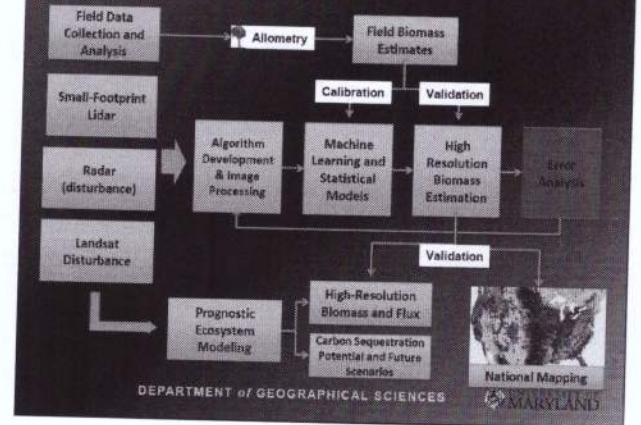 Field Data
Collection and
Analysis
Allometry
Field Biomass
Estimates
Small-Footprint
Lidar
Calibration
Validation
Radar
(disturbance)
Algorithm
Development
& Image
Processing
Machine
Learning and
Statistical
Models
High
Resolution
Biomass
Estimation
Error
Analysis
Landsat
Disturbance
Validation
Prognostic
Ecosystem
Modeling
High-Resolution
Biomass and Flux
Carbon Sequestration
Potential and Future
Scenarios
National Mapping
DEPARTMENT of GEOGRAPHICAL SCIENCES
MARYLAND